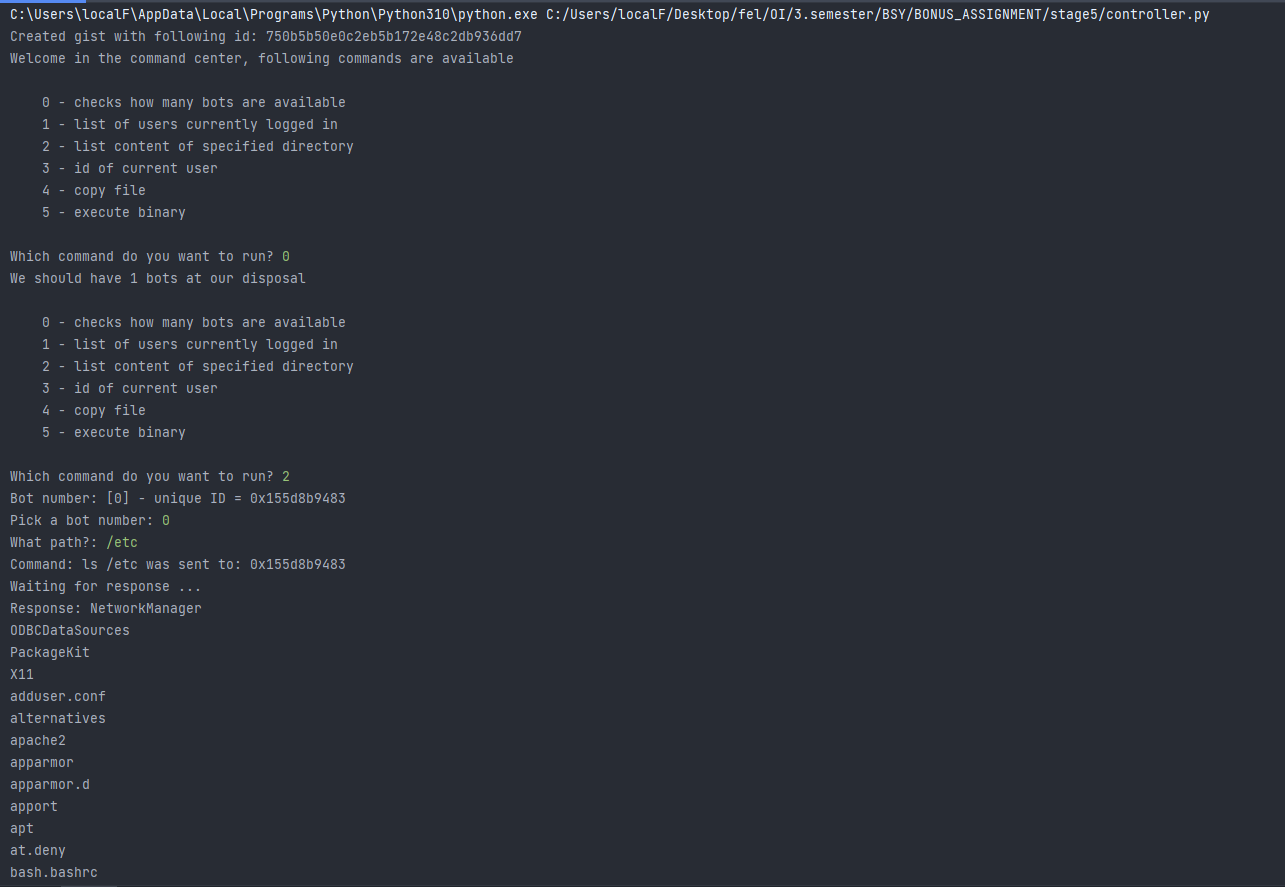 C:\Users\localF\AppData\Local\Programs\Python\Python310\python.exe C:/Users/localF/Desktop/fel/OI/3.semester/BSY/BONUS_ASSIGNMENT/stage5/controller.py
Created gist with following id: 750b5b50e0c2eb5b172e48c2db936dd7
Welcome in the command center, following commands are available
0 - checks how many bots are available
1 - list of users currently logged in
2 - list content of specified directory
3 - id of current user
4 - copy file
5 - execute binary
Which command do you want to run? 0
We should have 1 bots at our disposal
0 - checks how many bots are available
1 - list of users currently logged in
2 - list content of specified directory
3 - id of current user
4 - copy file
5 - execute binary
Which command do you want to run? 2
Bot number: [0] - unique ID = 0x155d8b9483
Pick a bot number: 0
What path?: /etc
Command: ls /etc was sent to: 0x155d8b9483
Waiting for response ...
Response: NetworkManager
ODBCDataSources
PackageKit
X11
adduser.conf
alternatives
apache2
apparmor
apparmor.d
apport
apt
at.deny
bash.bashrc